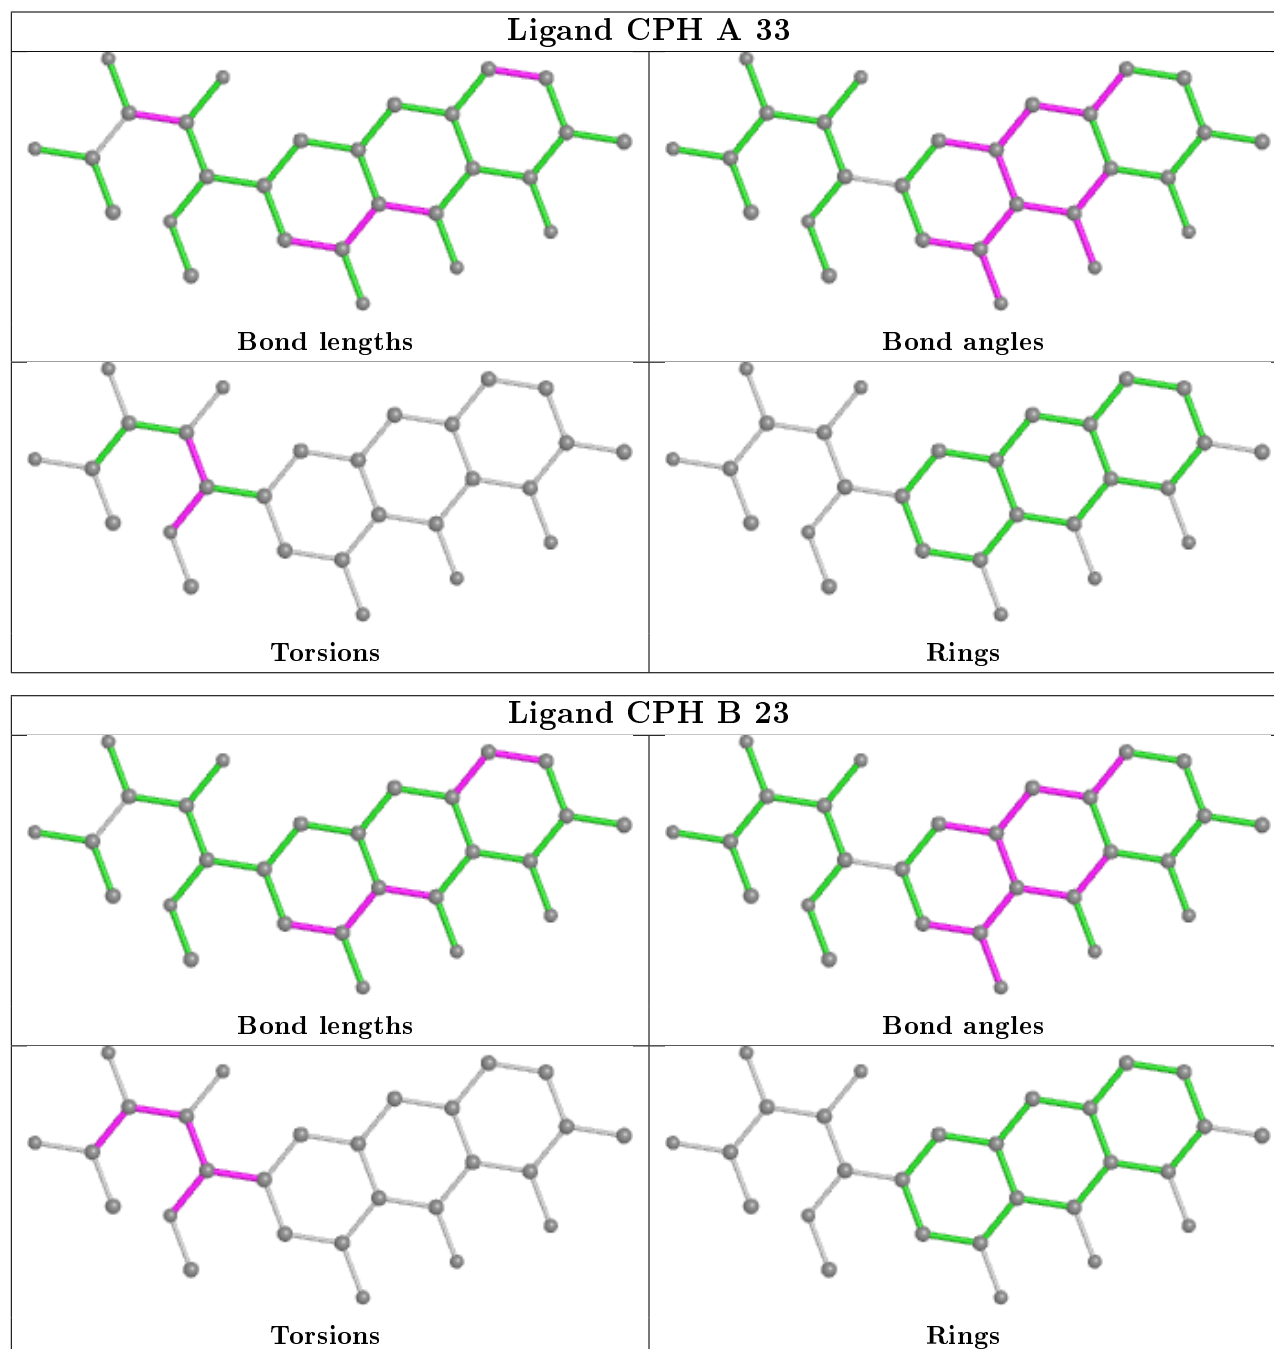 Ligand CPH A 33
Bond lengths
Bond angles
Torsions
Rings
Ligand CPH B 23
Bond lengths
Bond angles
Torsions
Rings